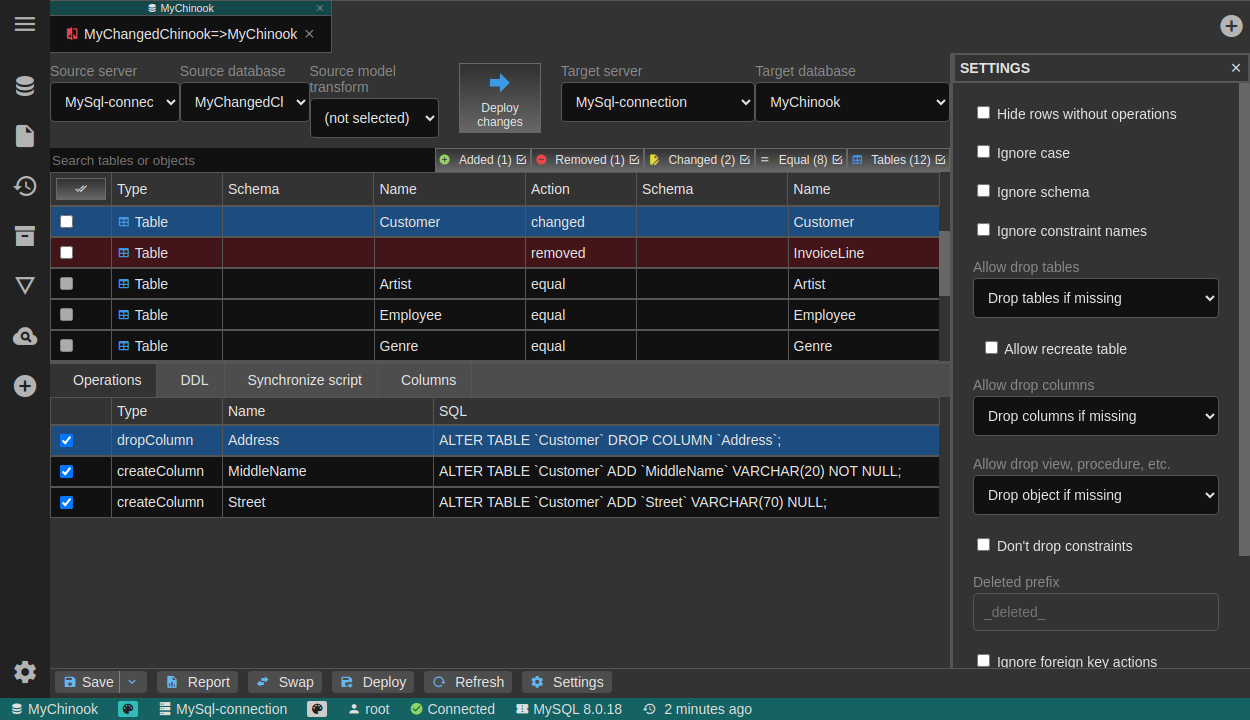 MyChinook
MyChangedChinook=>MyChinook
Source server
Source database
Source model transform
Target server
Target database
MySql-connec
MyChangedCl
(not selected)
Deploy changes
MySql-connection
MyChinook
Search tables or objects
Added (1)
Removed (1)
Changed (2)
Equal (8)
Tables (12)
Type Schema Name Action Schema Name
Table Customer changed Customer
Table removed InvoiceLine
Table Artist equal Artist
Table Employee equal Employee
Table Genre equal Genre
Operations DDL Synchronize script Columns
Type Name SQL
dropColumn Address ALTER TABLE `Customer` DROP COLUMN `Address`;
createColumn MiddleName ALTER TABLE `Customer` ADD `MiddleName` VARCHAR(20) NOT NULL;
createColumn Street ALTER TABLE `Customer` ADD `Street` VARCHAR(70) NULL;
SETTINGS
Hide rows without operations
Ignore case
Ignore schema
Ignore constraint names
Allow drop tables
Drop tables if missing
Allow recreate table
Allow drop columns
Drop columns if missing
Allow drop view, procedure, etc.
Drop object if missing
Don't drop constraints
Deleted prefix
_deleted_
Ignore foreign key actions
Save Report Swap Deploy Refresh Settings
MyChinook MySql-connection root Connected MySQL 8.0.18 2 minutes ago